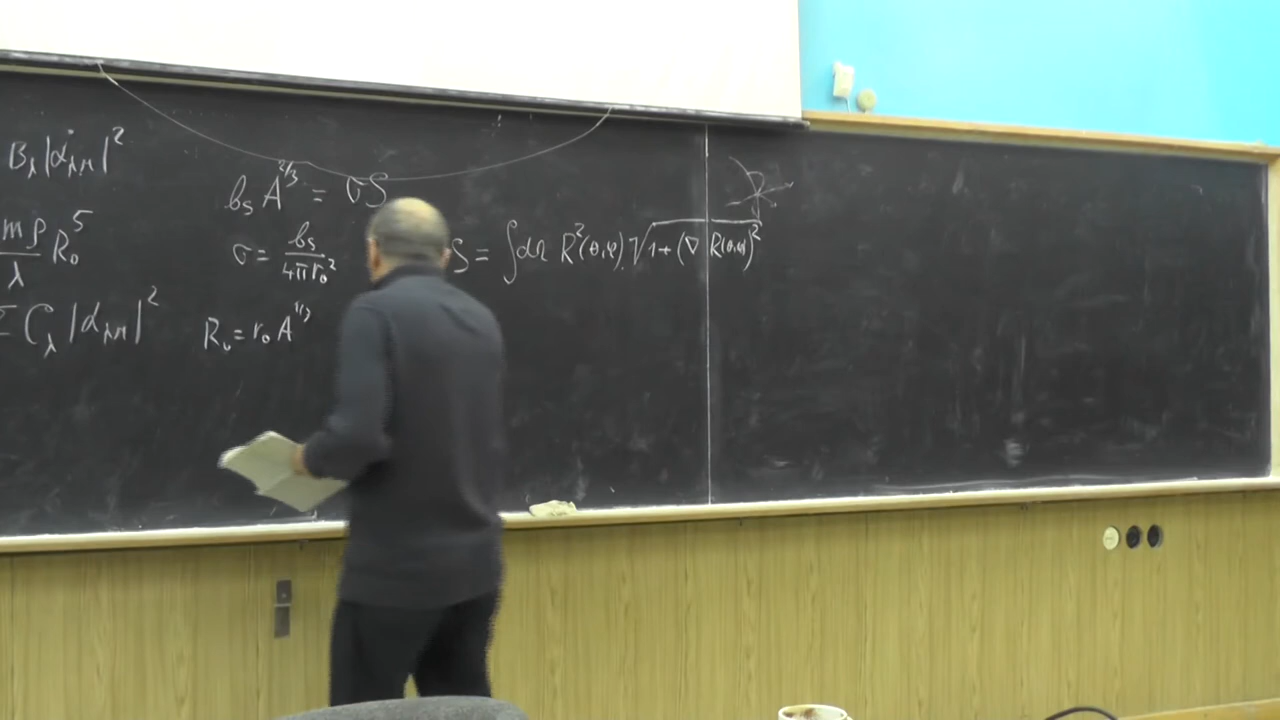 B_λ |α̇_λμ|²
mρ/λ R₀⁵
Σ C_λ |α_λμ|²
b_s A^{2/3} = σS
σ = b_s / 4πr₀²
R₀ = r₀ A^{1/3}
S = ∫dΩ R²(θ,φ) √(1+(∇ R(θ,φ))²)